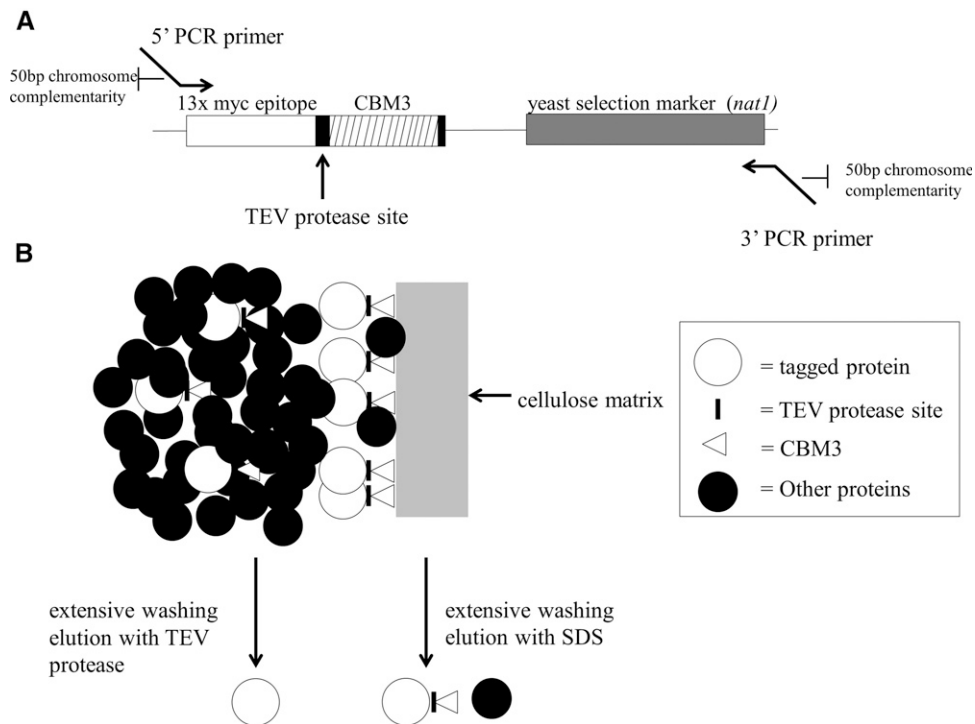 A
5' PCR primer
50bp chromosome
complementarity
13x myc epitope
CBM3
yeast selection marker (nat1)
TEV protease site
50bp chromosome
complementarity
3' PCR primer
B
cellulose matrix
= tagged protein
= TEV protease site
= CBM3
= Other proteins
extensive washing
elution with TEV
protease
extensive washing
elution with SDS